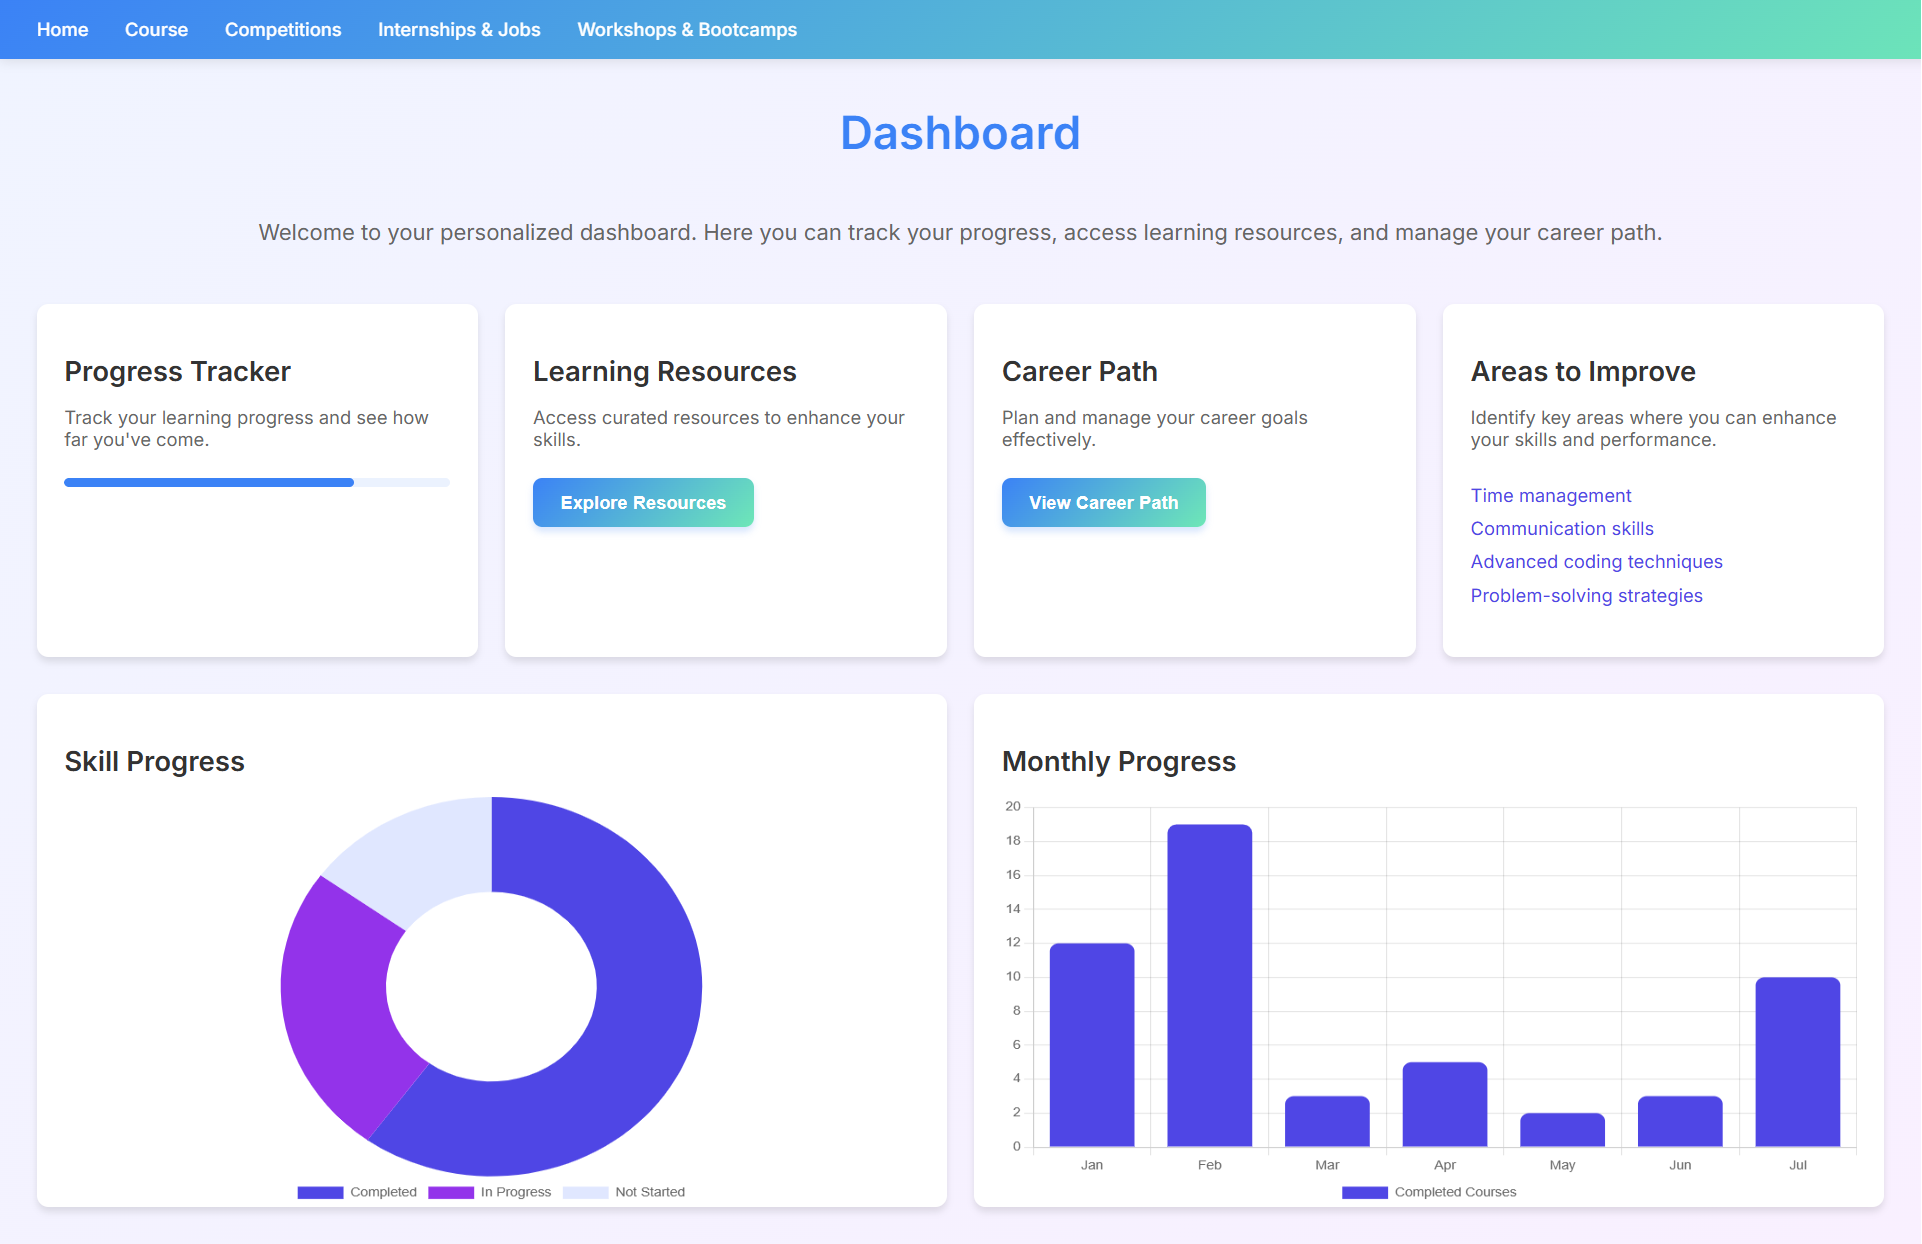 Home Course Competitions Internships & Jobs Workshops & Bootcamps
Dashboard
Welcome to your personalized dashboard. Here you can track your progress, access learning resources, and manage your career path.
Progress Tracker
Track your learning progress and see how
far you've come.
Learning Resources
Access curated resources to enhance your
skills.
Explore Resources
Career Path
Plan and manage your career goals
effectively.
View Career Path
Areas to Improve
Identify key areas where you can enhance
your skills and performance.
Time management
Communication skills
Advanced coding techniques
Problem-solving strategies
Skill Progress
Completed In Progress Not Started
Monthly Progress
20
18
16
14
12
10
8
6
4
2
0
Jan Feb Mar Apr May Jun Jul
Completed Courses